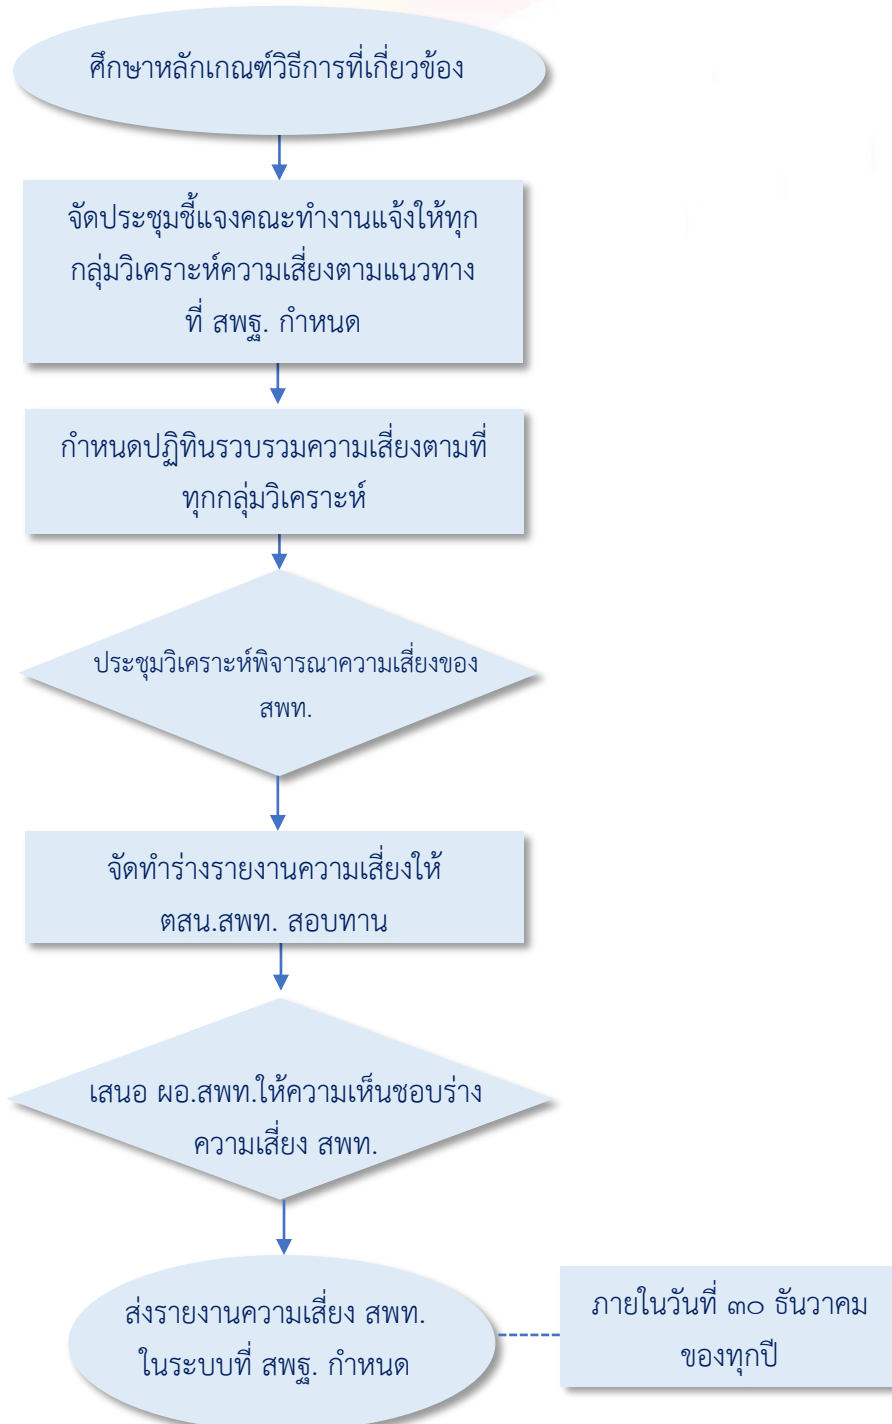 ศึกษาหลักเกณฑ์วิธีการที่เกี่ยวข้อง
จัดประชุมชี้แจงคณะทำงานแจ้งให้ทุก
กลุ่มวิเคราะห์ความเสี่ยงตามแนวทาง
ที่ สพฐ. กำหนด
กำหนดปฏิทินรวบรวมความเสี่ยงตามที่
ทุกกลุ่มวิเคราะห์
ประชุมวิเคราะห์พิจารณาความเสี่ยงของ
สพท.
จัดทำร่างรายงานความเสี่ยงให้
ตสน.สพท. สอบทาน
เสนอ ผอ.สพท.ให้ความเห็นชอบร่าง
ความเสี่ยง สพท.
ส่งรายงานความเสี่ยง สพท.
ในระบบที่ สพฐ. กำหนด
ภายในวันที่ ๓๐ ธันวาคม
ของทุกปี